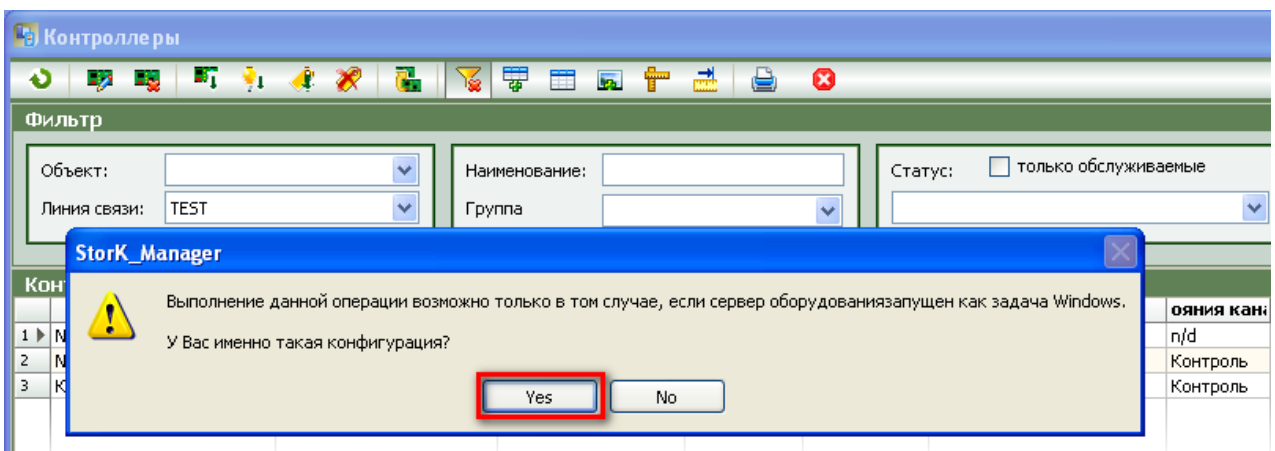 Контроллеры
Фильтр
Объект:
Наименование:
Статус:
только обслуживаемые
Линия связи:
TEST
Группа
StorK_Manager
Кон
Выполнение данной операции возможно только в том случае, если сервер оборудованиязапущен как задача Windows.
У Вас именно такая конфигурация?
Yes
No
ояния кана
1
N
n/d
2
N
Контроль
3
К
Контроль